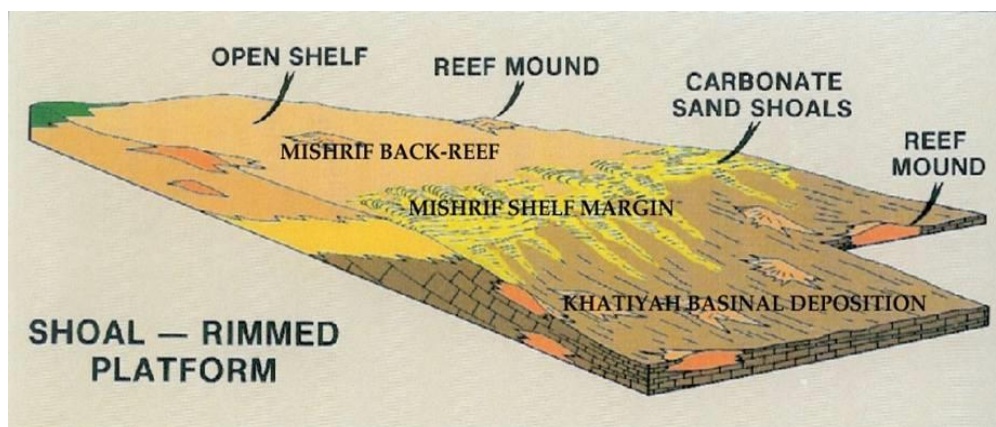 OPEN SHELF
REEF MOUND
CARBONATE
SAND SHOALS
REEF
MOUND
MISHRIF BACK-REEF
MISHRIF SHELF MARGIN
KHATIYAH BASINAL DEPOSITION
SHOAL — RIMMED
PLATFORM